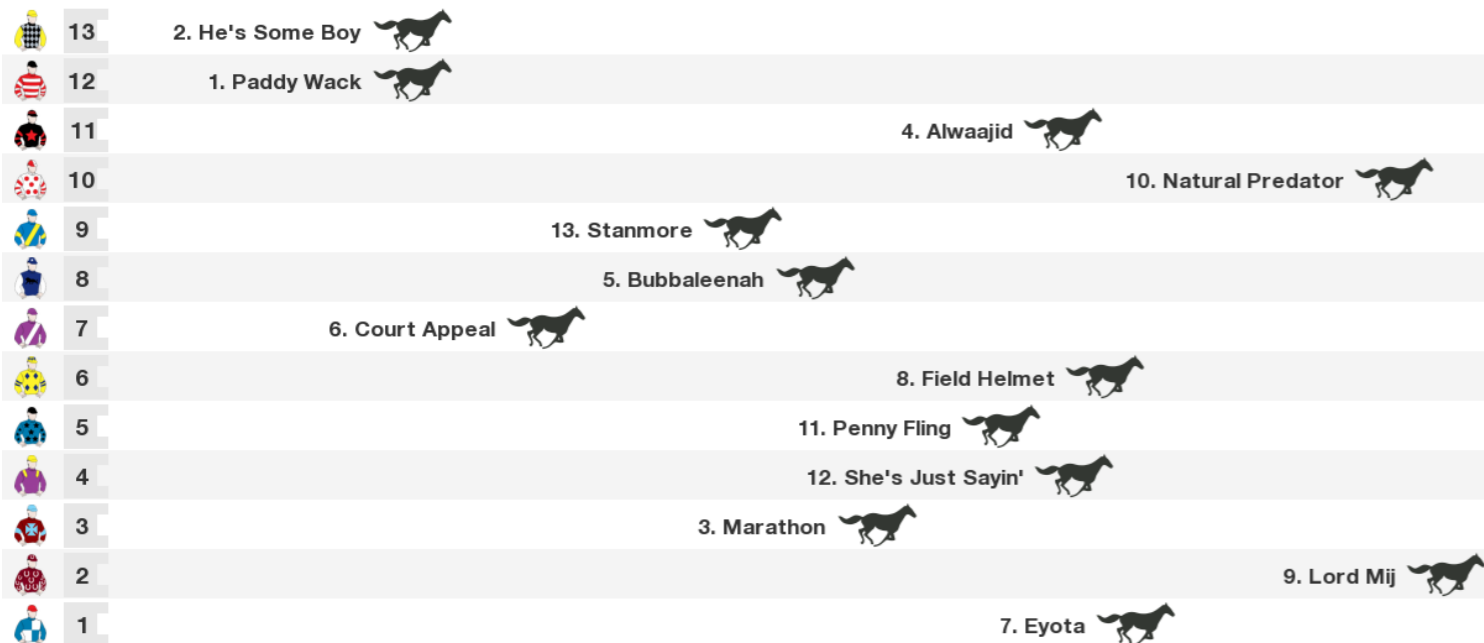 13 2. He's Some Boy
12 1. Paddy Wack
11 4. Alwaajid
10 10. Natural Predator
9 13. Stanmore
8 5. Bubbaleenah
7 6. Court Appeal
6 8. Field Helmet
5 11. Penny Fling
4 12. She's Just Sayin'
3 3. Marathon
2 9. Lord Mij
1 7. Eyota